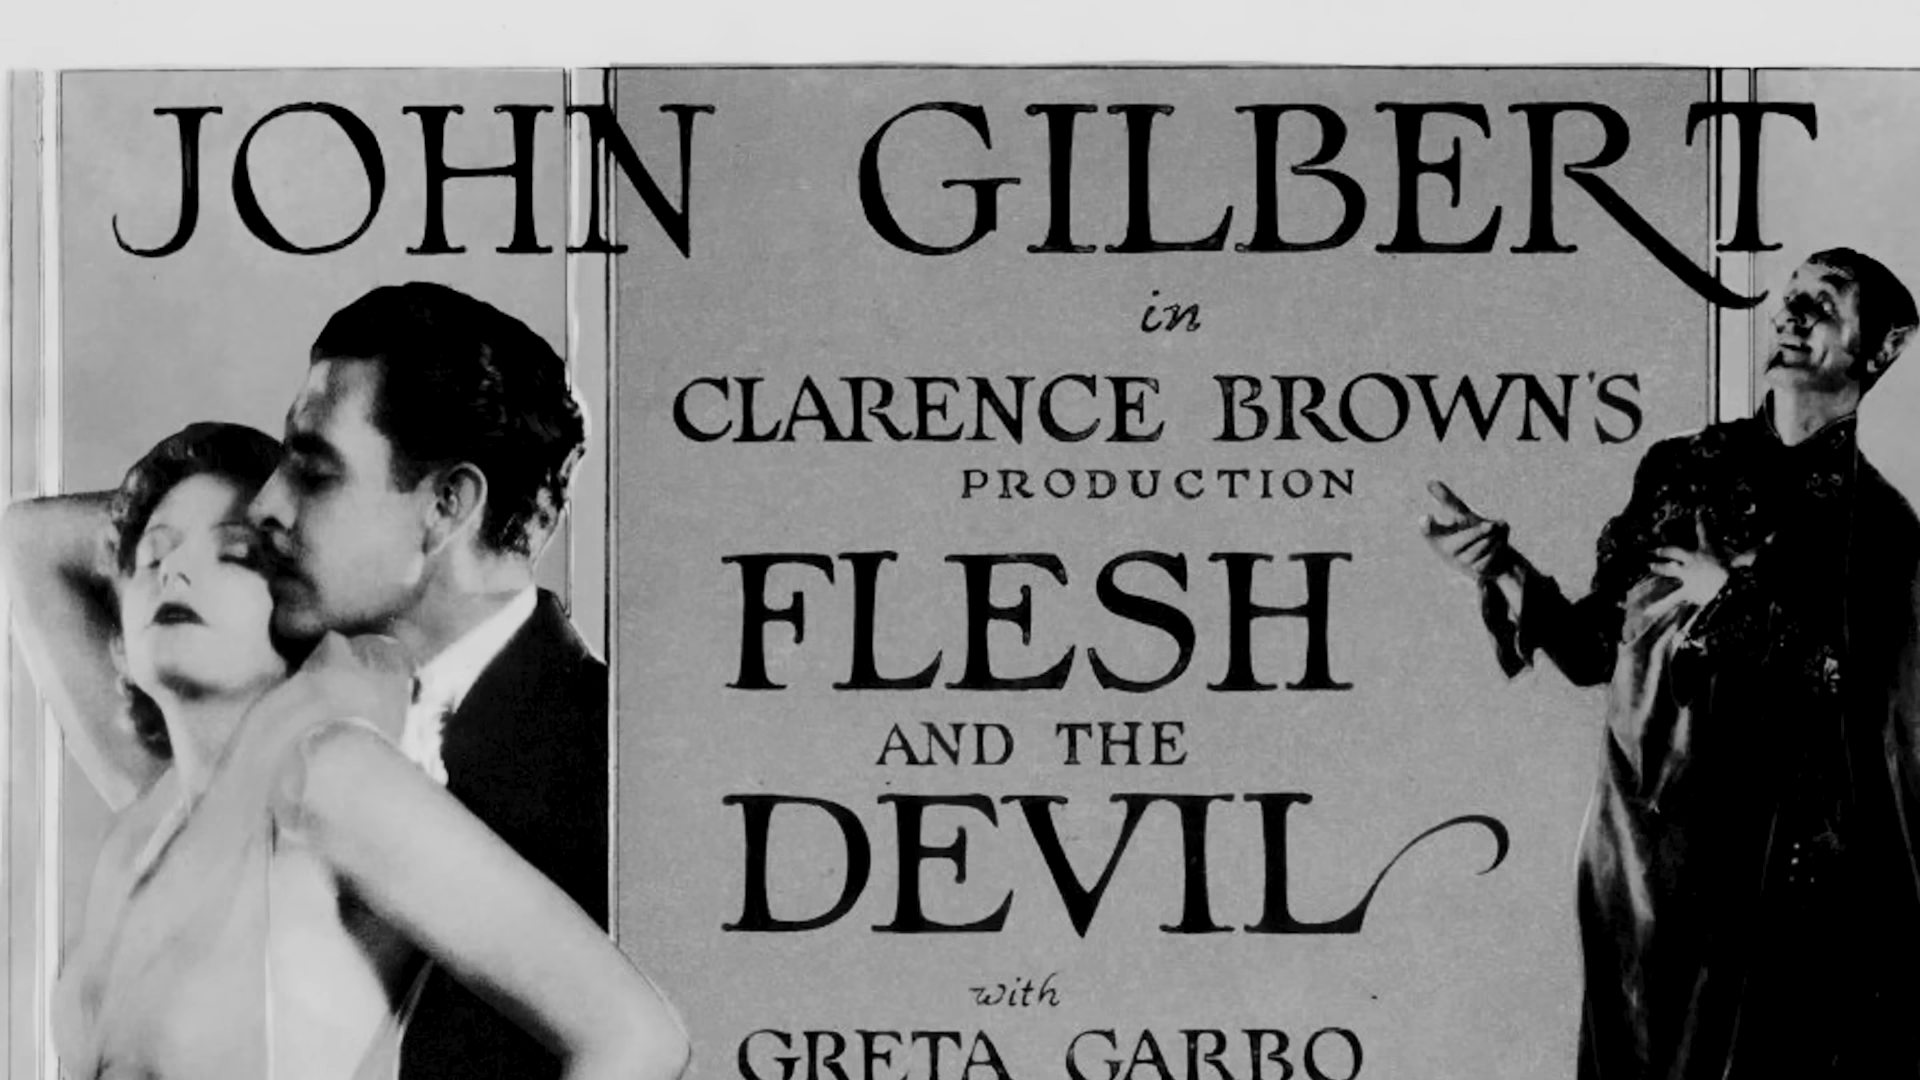 JOHN GILBERT
in
CLARENCE BROWN'S
PRODUCTION
FLESH
AND THE
DEVIL
with
GRETA GARBO